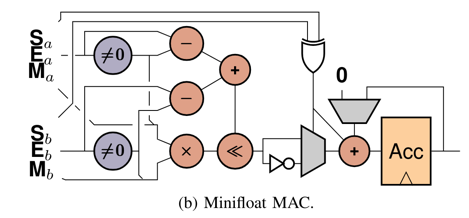 S_a
E_a
M_a
≠0
−
+
−
0
S_b
E_b
M_b
≠0
×
≪
+
Acc
(b) Minifloat MAC.